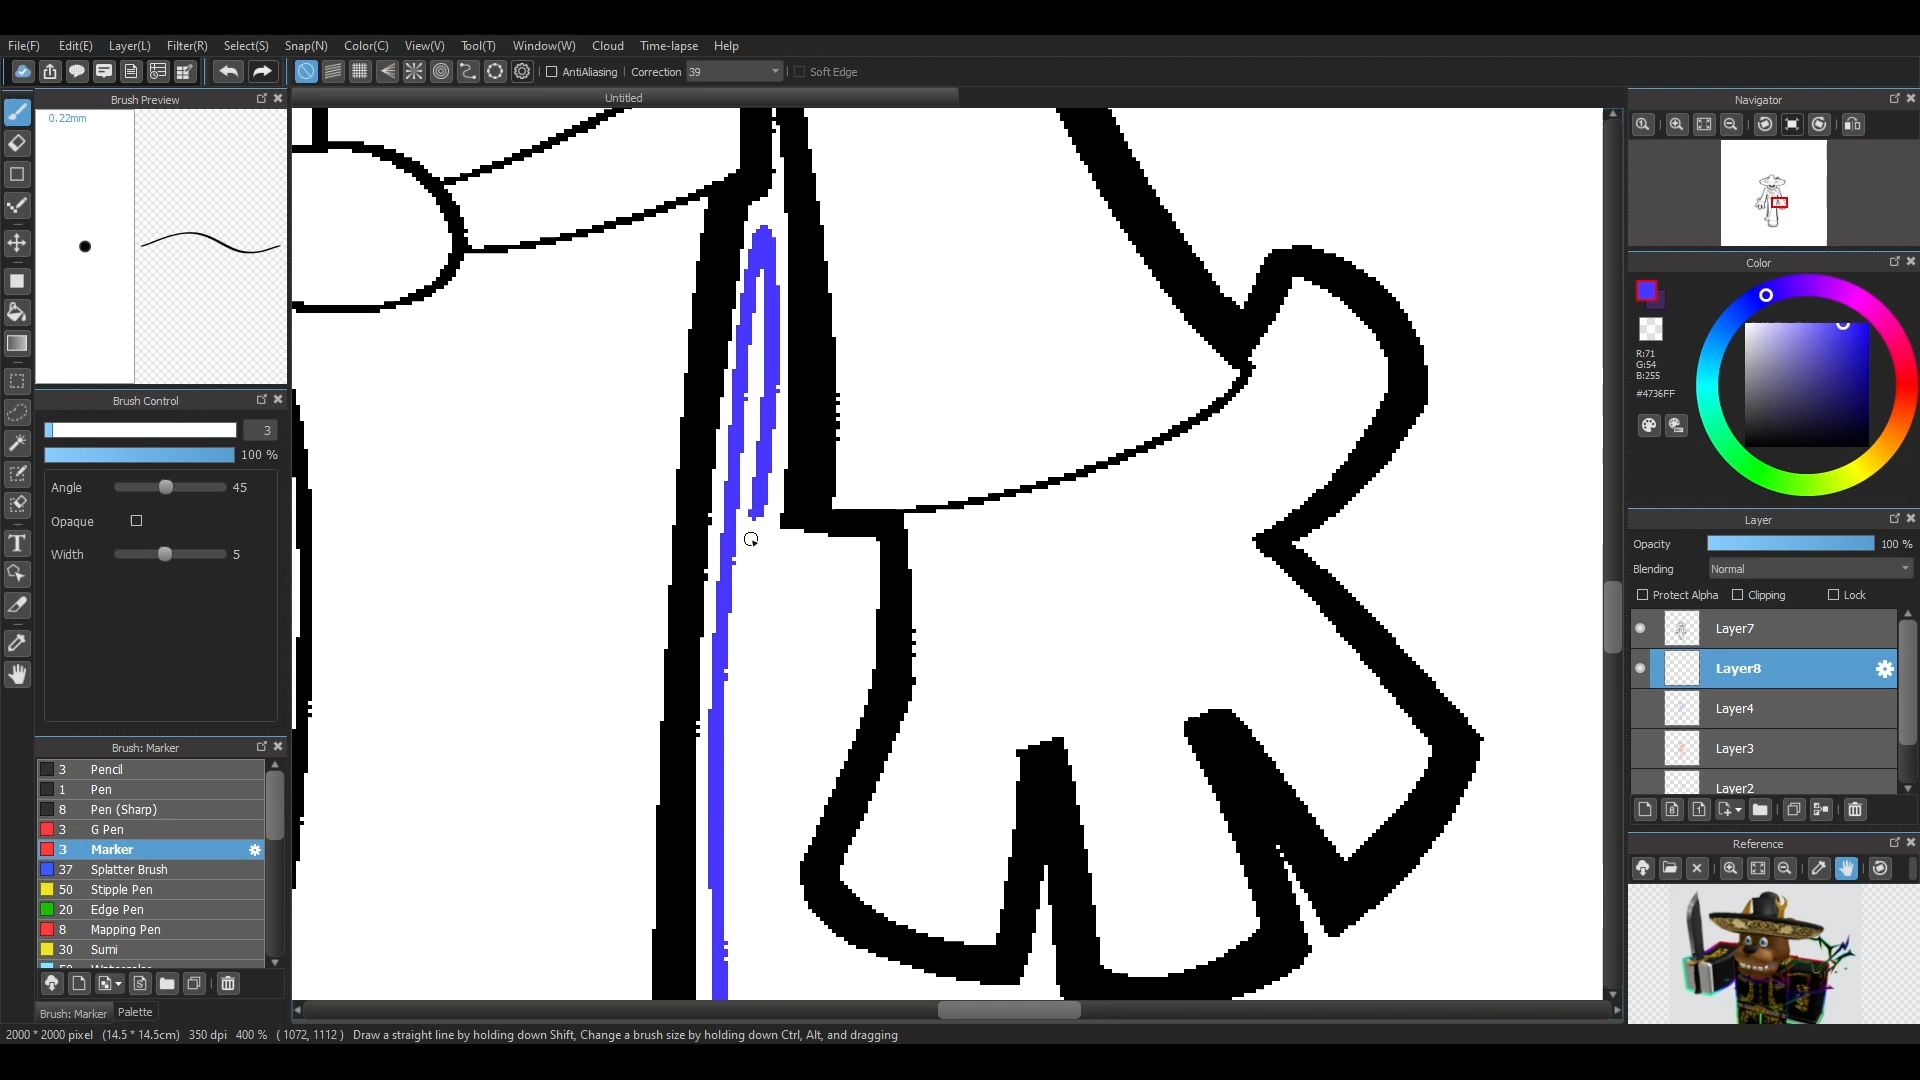 File(F) Edit(E) Layer(L) Filter(R) Select(S) Snap(N) Color(C) View(V) Tool(T) Window(W) Cloud Time-lapse Help
AntiAliasing Correction 39 Soft Edge
Brush Preview
Untitled
0.22mm
Brush Control
3
100 %
Angle 45
Opaque
Width 5
Brush: Marker
3 Pencil
1 Pen
8 Pen (Sharp)
3 G Pen
3 Marker
37 Splatter Brush
50 Stipple Pen
20 Edge Pen
8 Mapping Pen
30 Sumi
Brush: Marker Palette
Navigator
Color
R:71
G:54
B:255
#4736FF
Layer
Opacity 100 %
Blending Normal
Protect Alpha Clipping Lock
Layer7
Layer8
Layer4
Layer3
Layer2
Reference
2000 * 2000 pixel (14.5 * 14.5cm) 350 dpi 400 % ( 1072, 1112 ) Draw a straight line by holding down Shift, Change a brush size by holding down Ctrl, Alt, and dragging